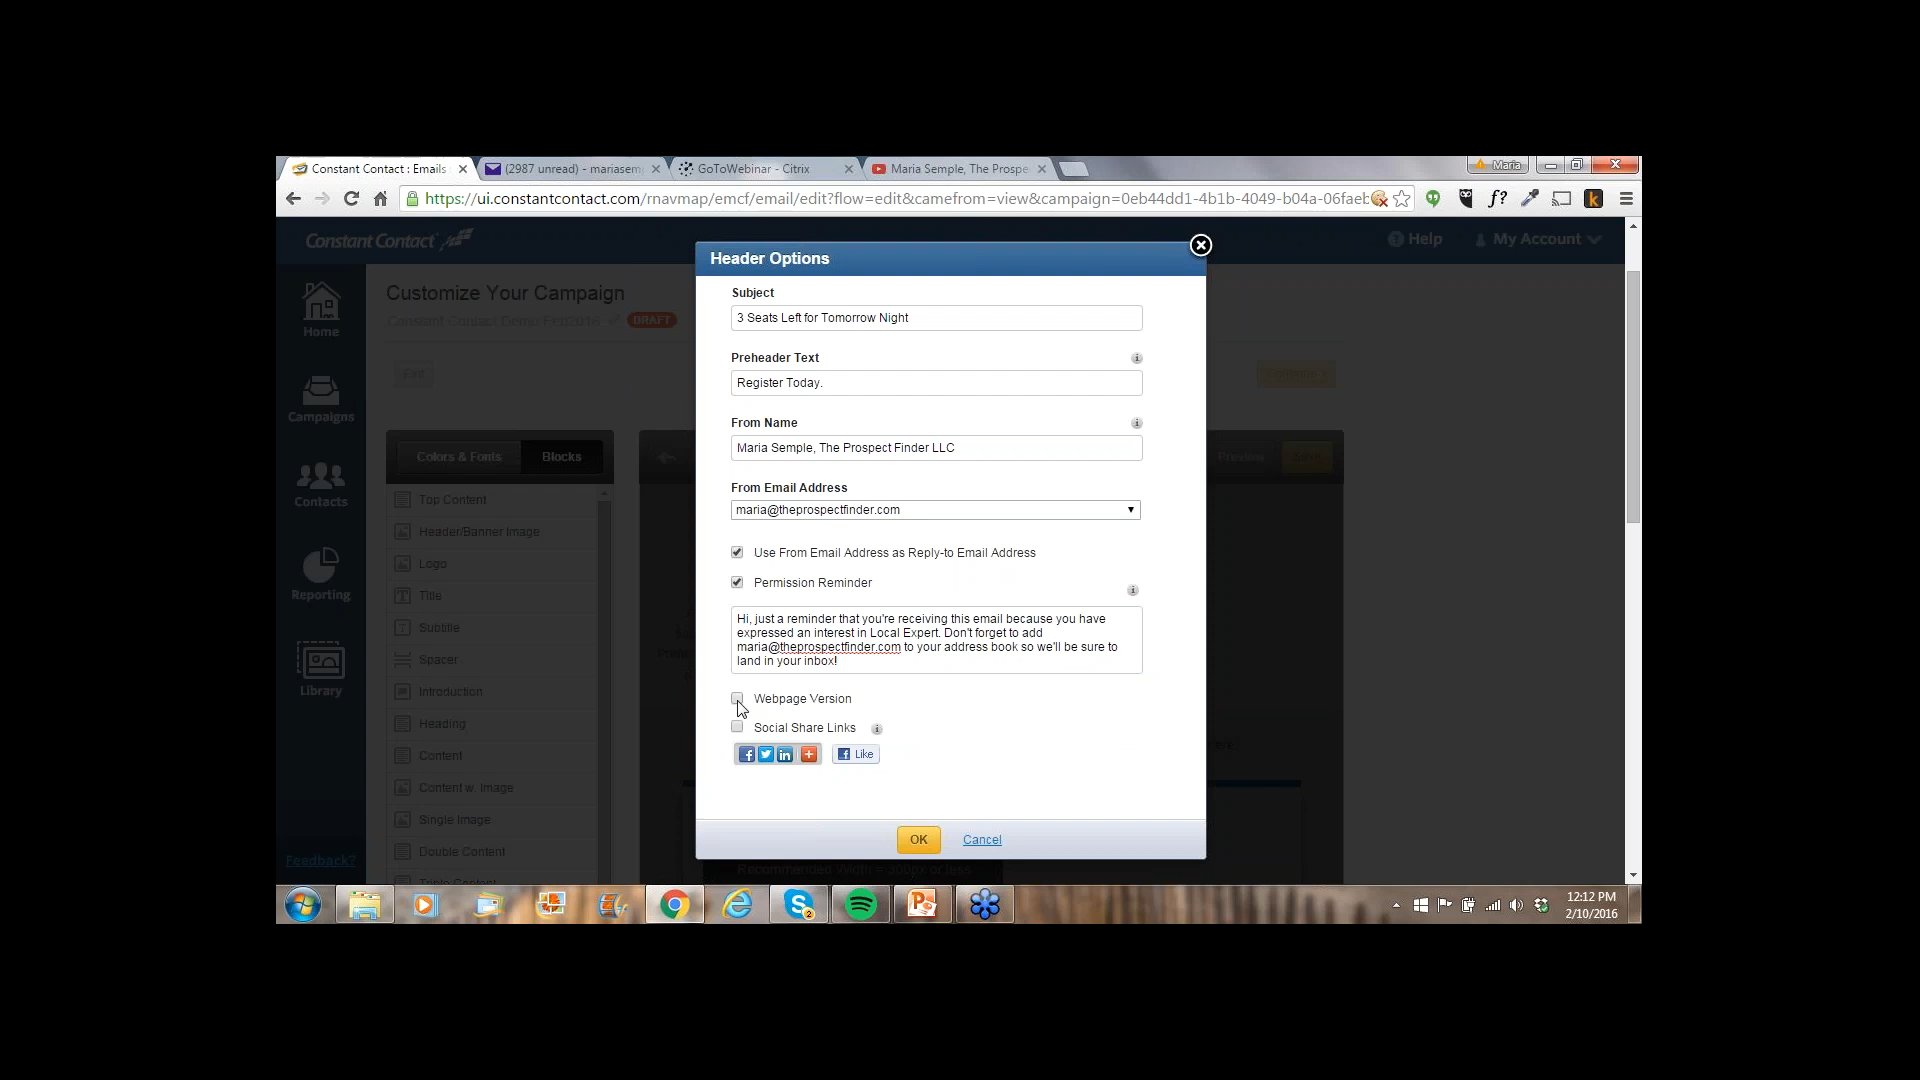 Constant Contact : Emails
(2987 unread) - mariasem
GoToWebinar - Citrix
Maria Semple, The Prospe
Maria
https://ui.constantcontact.com/rnavmap/emcf/email/edit?flow=edit&camefrom=view&campaign=0eb44dd1-4b1b-4049-b04a-06faeb
f?
k
Constant Contact
Help
My Account
Home
Campaigns
Contacts
Reporting
Library
Feedback?
Customize Your Campaign
Constant Contact Demo Feb2016
DRAFT
Colors & Fonts
Blocks
Top Content
Header/Banner Image
Logo
Title
Subtitle
Spacer
Introduction
Heading
Content
Content w. Image
Single Image
Double Content
Table Content
Preview
Header Options
Subject
3 Seats Left for Tomorrow Night
Preheader Text
Register Today.
From Name
Maria Semple, The Prospect Finder LLC
From Email Address
maria@theprospectfinder.com
Use From Email Address as Reply-to Email Address
Permission Reminder
Hi, just a reminder that you're receiving this email because you have
expressed an interest in Local Expert. Don't forget to add
maria@theprospectfinder.com to your address book so we'll be sure to
land in your inbox!
Webpage Version
Social Share Links
Like
OK
Cancel
Recommended Width = 300px or less
12:12 PM
2/10/2016